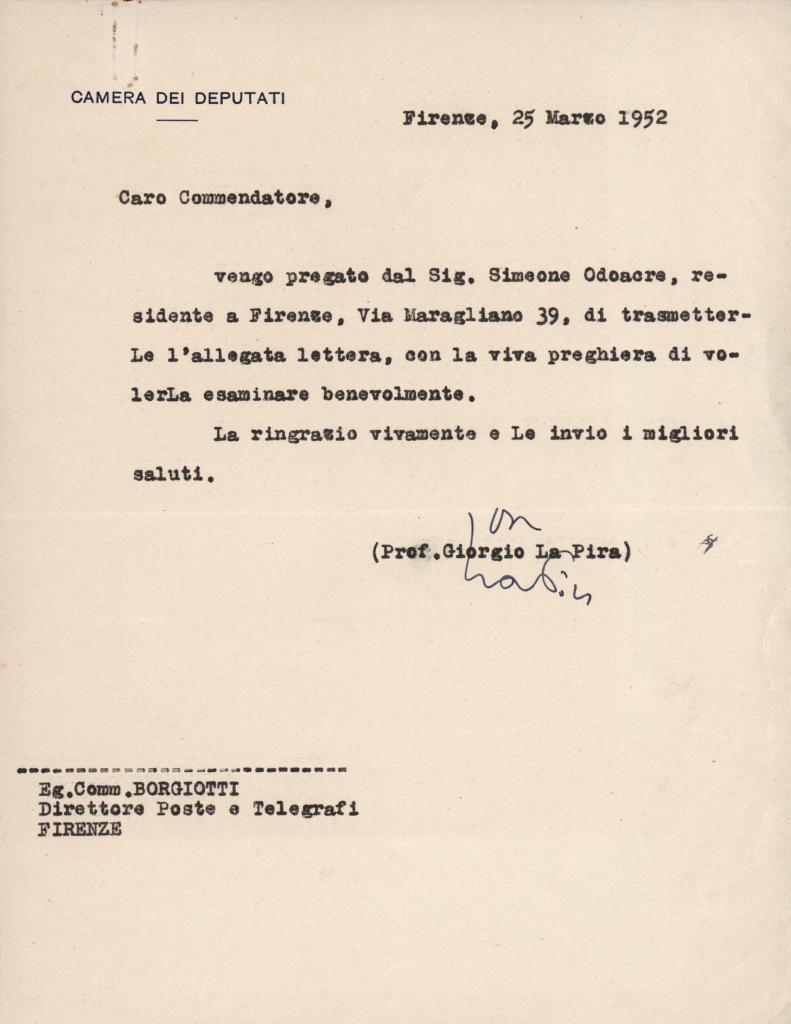 CAMERA DEI DEPUTATI
Firenze, 25 Marzo 1952
Caro Commendatore,
vengo pregato dal Sig. Simeone Odoacre, re-
sidente a Firenze, Via Maragliano 39, di trasmetter-
Le l'allegata lettera, con la viva preghiera di vo-
lerLa esaminare benevolmente.
La ringrazio vivamente e Le invio i migliori
saluti.
(Prof.Giorgio La Pira)
Eg.Comm.BORGIOTTI
Direttore Poste e Telegrafi
FIRENZE